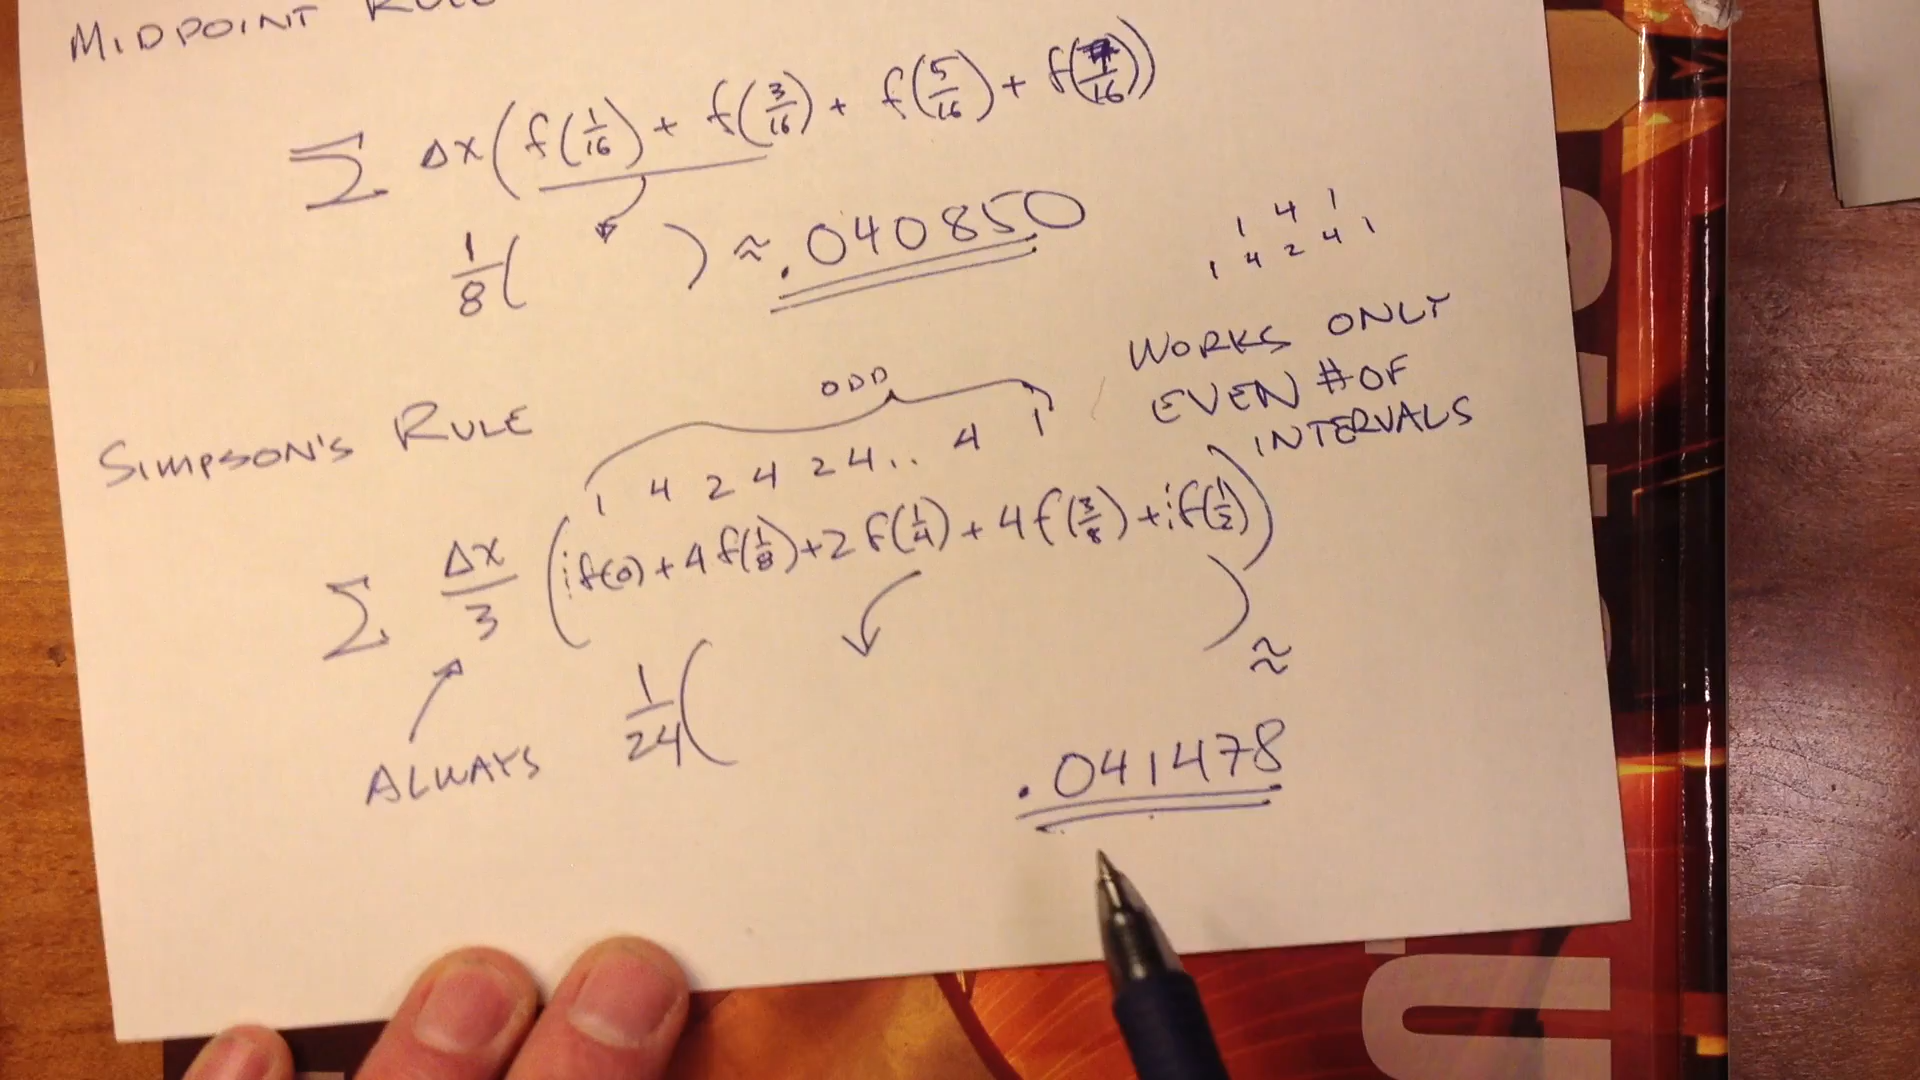 MIDPOINT RULE
Σ Δx(f(1/16) + f(3/16) + f(5/16) + f(7/16))
1/8( ) ≈ .040850
1 4 1
1 4 2 4 1
WORKS ONLY
EVEN # OF
INTERVALS
SIMPSON'S RULE
ODD
1 4 2 4 2 4 .. 4 1
Σ Δx/3 (1f(0) + 4f(1/8) + 2f(1/4) + 4f(3/8) + 1f(1/2))
ALWAYS
1/24( ) ≈
.041478